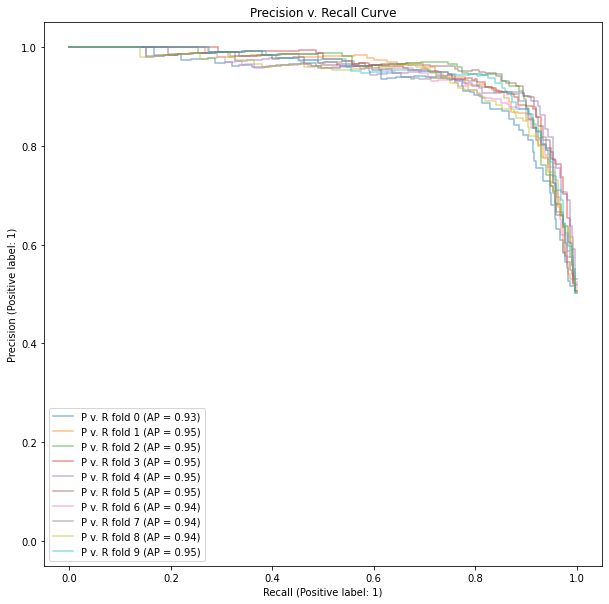 Precision v. Recall Curve
Precision (Positive label: 1)
1.0
0.8
0.6
0.4
0.2
0.0
P v. R fold 0 (AP = 0.93)
P v. R fold 1 (AP = 0.95)
P v. R fold 2 (AP = 0.95)
P v. R fold 3 (AP = 0.95)
P v. R fold 4 (AP = 0.95)
P v. R fold 5 (AP = 0.95)
P v. R fold 6 (AP = 0.94)
P v. R fold 7 (AP = 0.94)
P v. R fold 8 (AP = 0.94)
P v. R fold 9 (AP = 0.95)
0.0 0.2 0.4 0.6 0.8 1.0
Recall (Positive label: 1)